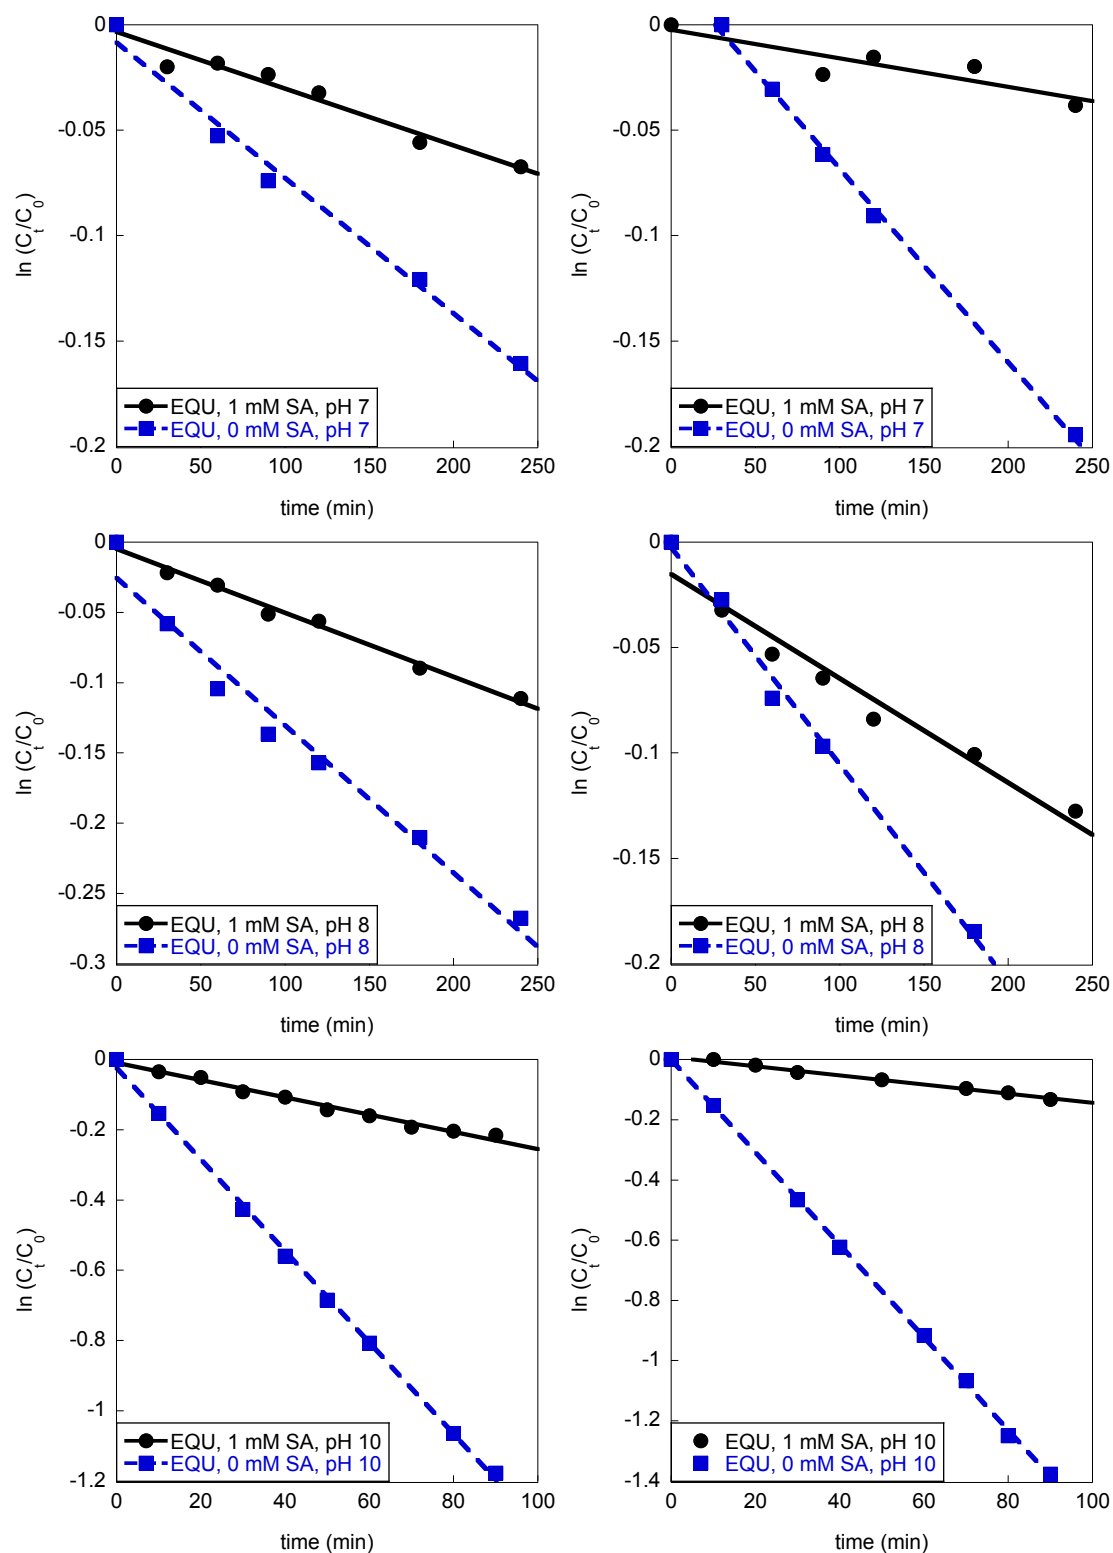 0
-0.05
-0.1
-0.15
-0.2
ln (Cₜ/C₀)
EQU, 1 mM SA, pH 7
EQU, 0 mM SA, pH 7
0 50 100 150 200 250
time (min)
0
-0.05
-0.1
-0.15
-0.2
ln (Cₜ/C₀)
EQU, 1 mM SA, pH 7
EQU, 0 mM SA, pH 7
0 50 100 150 200 250
time (min)
0
-0.05
-0.1
-0.15
-0.2
-0.25
-0.3
ln (Cₜ/C₀)
EQU, 1 mM SA, pH 8
EQU, 0 mM SA, pH 8
0 50 100 150 200 250
time (min)
0
-0.05
-0.1
-0.15
-0.2
ln (Cₜ/C₀)
EQU, 1 mM SA, pH 8
EQU, 0 mM SA, pH 8
0 50 100 150 200 250
time (min)
0
-0.2
-0.4
-0.6
-0.8
-1
-1.2
ln (Cₜ/C₀)
EQU, 1 mM SA, pH 10
EQU, 0 mM SA, pH 10
0 20 40 60 80 100
time (min)
0
-0.2
-0.4
-0.6
-0.8
-1
-1.2
-1.4
ln (Cₜ/C₀)
EQU, 1 mM SA, pH 10
EQU, 0 mM SA, pH 10
0 20 40 60 80 100
time (min)